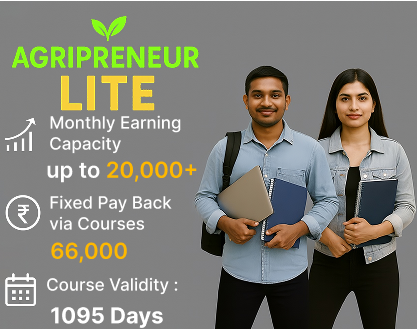 AGRIPRENEUR
LITE
Monthly Earning
Capacity
up to 20,000+
₹
Fixed Pay Back
via Courses
66,000
Course Validity :
1095 Days